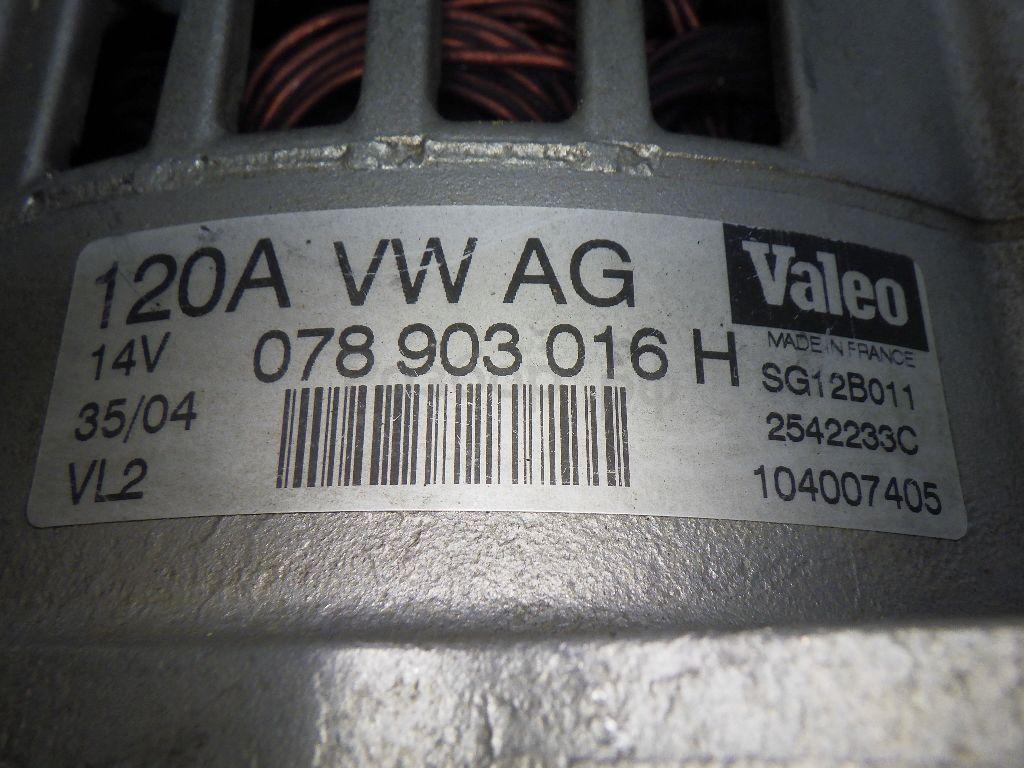 120A VW AG
14V 078 903 016 H
35/04
VL2
Valeo
MADE IN FRANCE
SG12B011
2542233C
104007405